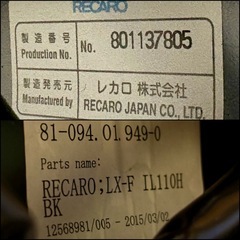 RECARO
製造番号
Production No.
No. 801137805
製造発売元
Manufactured by
レカロ 株式会社
RECARO JAPAN CO., LTD.
81-094.01.949-0
Parts name:
RECARO;LX-F IL110H
BK
12568981/005 - 2015/03/02